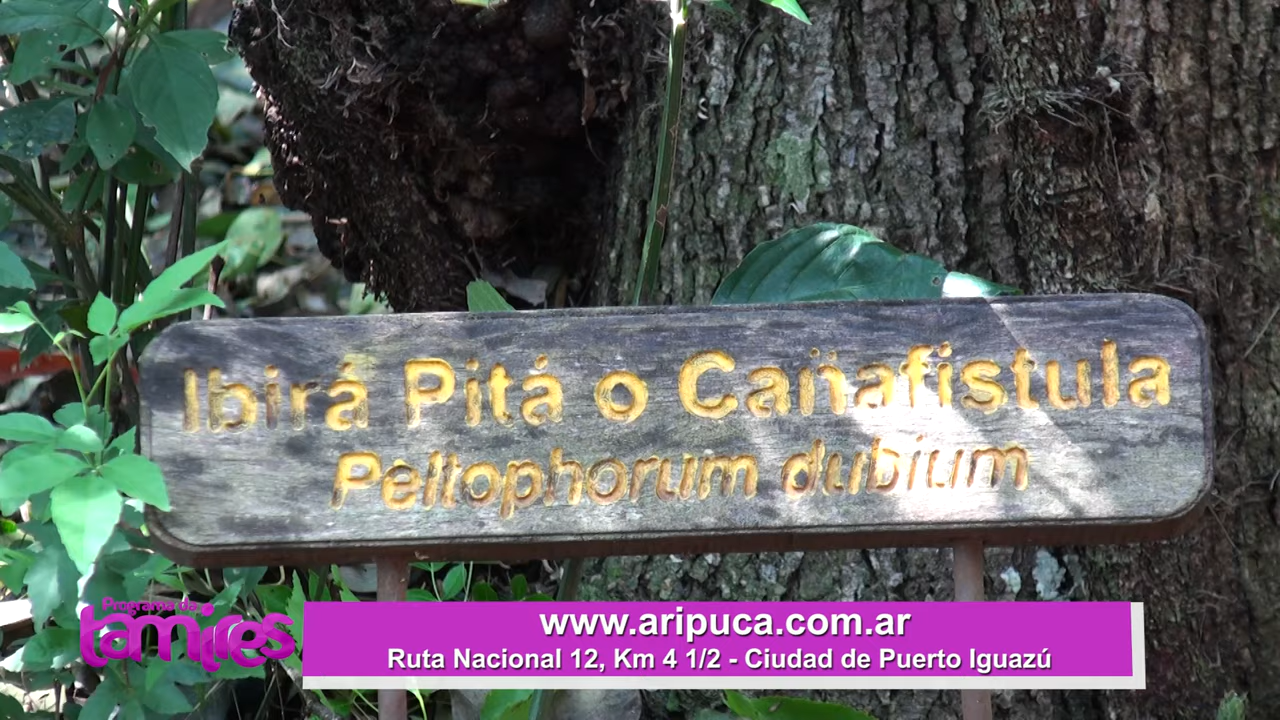 Ibirá Pitá o Cañafístula
Peltophorum dubium
Programa da
tamires
www.aripuca.com.ar
Ruta Nacional 12, Km 4 1/2 - Ciudad de Puerto Iguazú